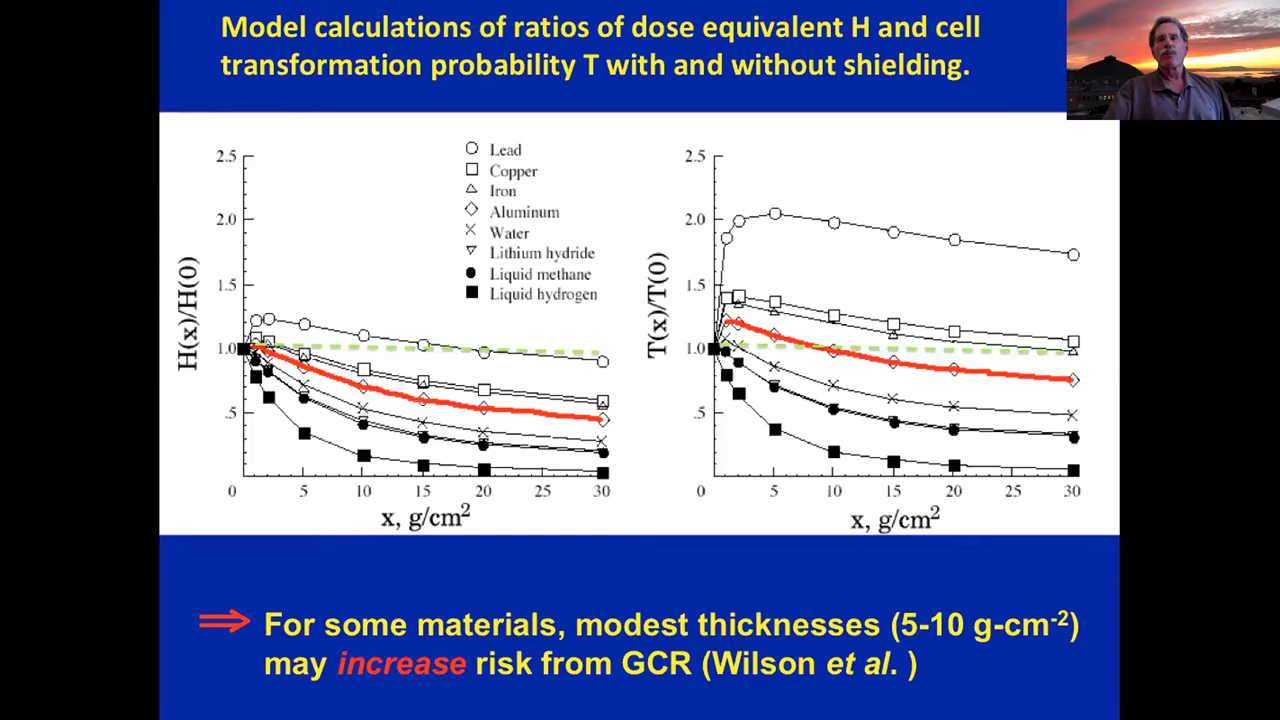 Model calculations of ratios of dose equivalent H and cell
transformation probability T with and without shielding.
2.5
2.0
1.5
1.0
.5
0
5
10
15
20
25
30
H(x)/H(0)
x, g/cm²
Lead
Copper
Iron
Aluminum
Water
Lithium hydride
Liquid methane
Liquid hydrogen
2.5
2.0
1.5
1.0
.5
0
5
10
15
20
25
30
T(x)/T(0)
x, g/cm²
⇒ For some materials, modest thicknesses (5-10 g-cm⁻²)
may increase risk from GCR (Wilson et al. )